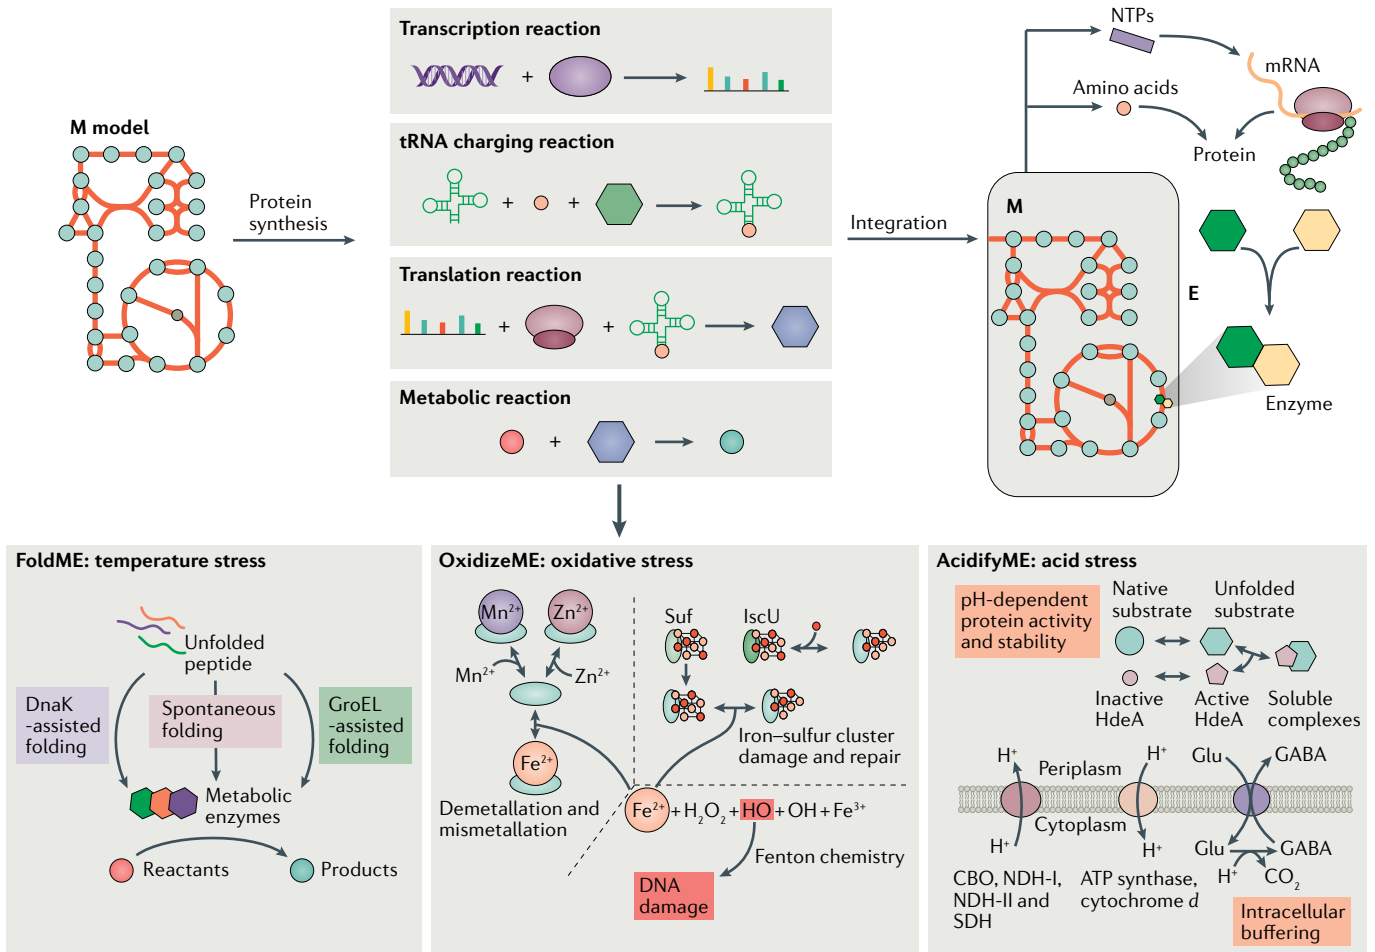 Transcription reaction
+
tRNA charging reaction
+ +
Translation reaction
+ +
Metabolic reaction
+
M model
Protein
synthesis
Integration
NTPs
mRNA
Amino acids
Protein
M
E
Enzyme
FoldME: temperature stress
Unfolded
peptide
DnaK
-assisted
folding
Spontaneous
folding
GroEL
-assisted
folding
Metabolic
enzymes
Reactants
Products
OxidizeME: oxidative stress
Mn²⁺
Zn²⁺
Mn²⁺
Zn²⁺
Fe²⁺
Demetallation and
mismetallation
Suf
IscU
Iron–sulfur cluster
damage and repair
Fe²⁺ + H₂O₂ + HO + OH + Fe³⁺
Fenton chemistry
DNA
damage
AcidifyME: acid stress
pH-dependent
protein activity
and stability
Native
substrate
Unfolded
substrate
Inactive
HdeA
Active
HdeA
Soluble
complexes
H⁺
Periplasm
Cytoplasm
H⁺
H⁺
H⁺
Glu
GABA
Glu
GABA
H⁺
CO₂
CBO, NDH-I,
NDH-II and
SDH
ATP synthase,
cytochrome d
Intracellular
buffering